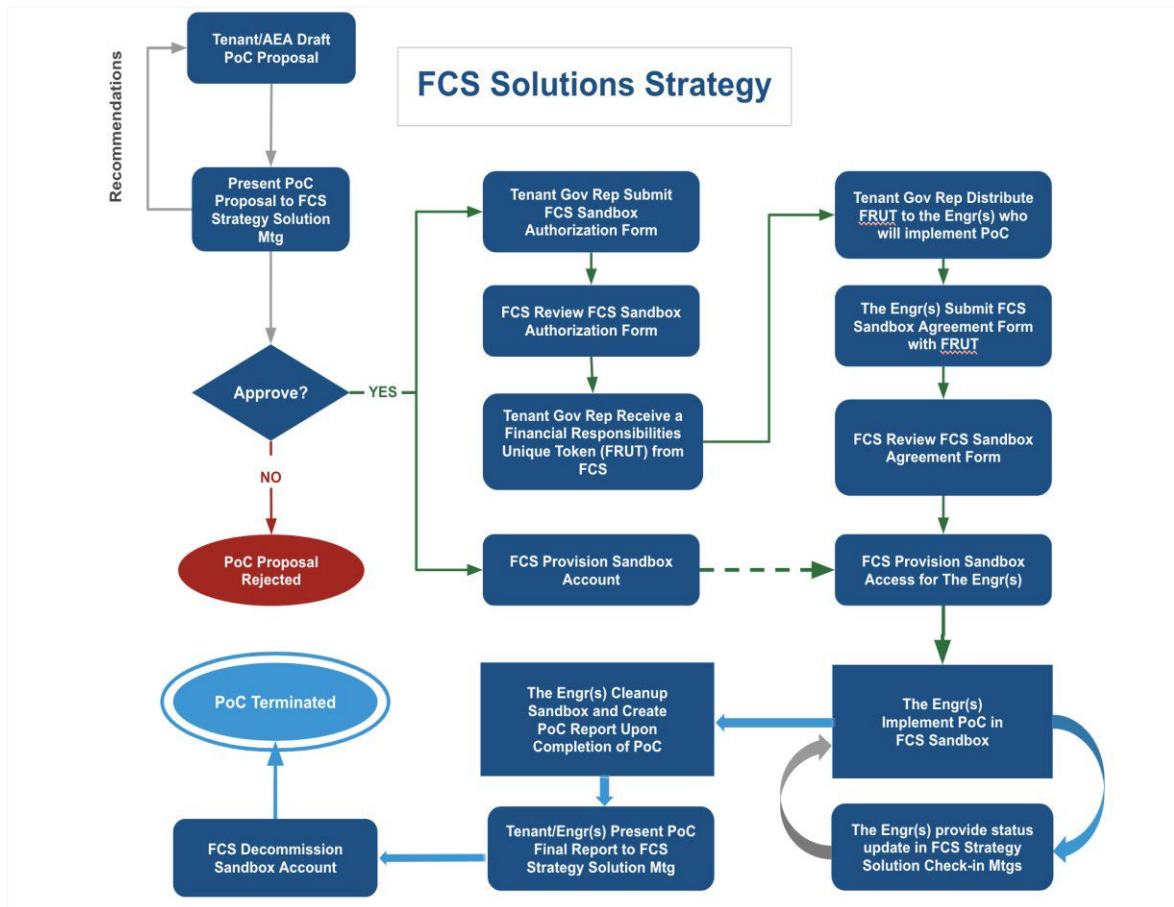 FCS Solutions Strategy
Tenant/AEA Draft
PoC Proposal
Recommendations
Present PoC
Proposal to FCS
Strategy Solution
Mtg
Approve?
YES
NO
PoC Proposal
Rejected
Tenant Gov Rep Submit
FCS Sandbox
Authorization Form
FCS Review FCS Sandbox
Authorization Form
Tenant Gov Rep Receive a
Financial Responsibilities
Unique Token (FRUT) from
FCS
FCS Provision Sandbox
Account
Tenant Gov Rep Distribute
FRUT to the Engr(s) who
will implement PoC
The Engr(s) Submit FCS
Sandbox Agreement Form
with FRUT
FCS Review FCS Sandbox
Agreement Form
FCS Provision Sandbox
Access for The Engr(s)
The Engr(s)
Implement PoC in
FCS Sandbox
The Engr(s) provide status
update in FCS Strategy
Solution Check-in Mtgs
The Engr(s) Cleanup
Sandbox and Create
PoC Report Upon
Completion of PoC
Tenant/Engr(s) Present PoC
Final Report to FCS
Strategy Solution Mtg
FCS Decommission
Sandbox Account
PoC Terminated